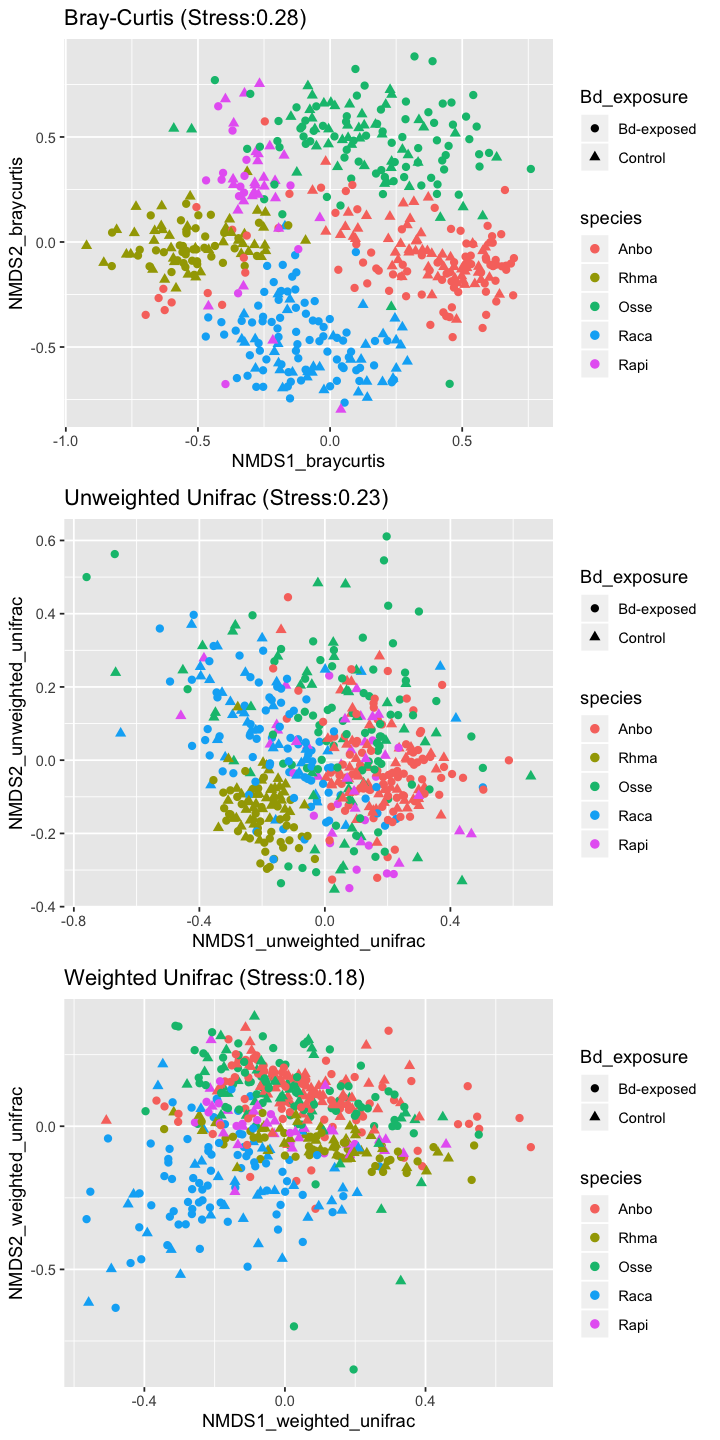 Bray-Curtis (Stress:0.28)
NMDS2_braycurtis
0.5
0.0
-0.5
-1.0 -0.5 0.0 0.5
NMDS1_braycurtis
Bd_exposure
Bd-exposed
Control
species
Anbo
Rhma
Osse
Raca
Rapi
Unweighted Unifrac (Stress:0.23)
NMDS2_unweighted_unifrac
0.6
0.4
0.2
0.0
-0.2
-0.4
-0.8 -0.4 0.0 0.4
NMDS1_unweighted_unifrac
Bd_exposure
Bd-exposed
Control
species
Anbo
Rhma
Osse
Raca
Rapi
Weighted Unifrac (Stress:0.18)
NMDS2_weighted_unifrac
0.0
-0.5
-0.4 0.0 0.4
NMDS1_weighted_unifrac
Bd_exposure
Bd-exposed
Control
species
Anbo
Rhma
Osse
Raca
Rapi